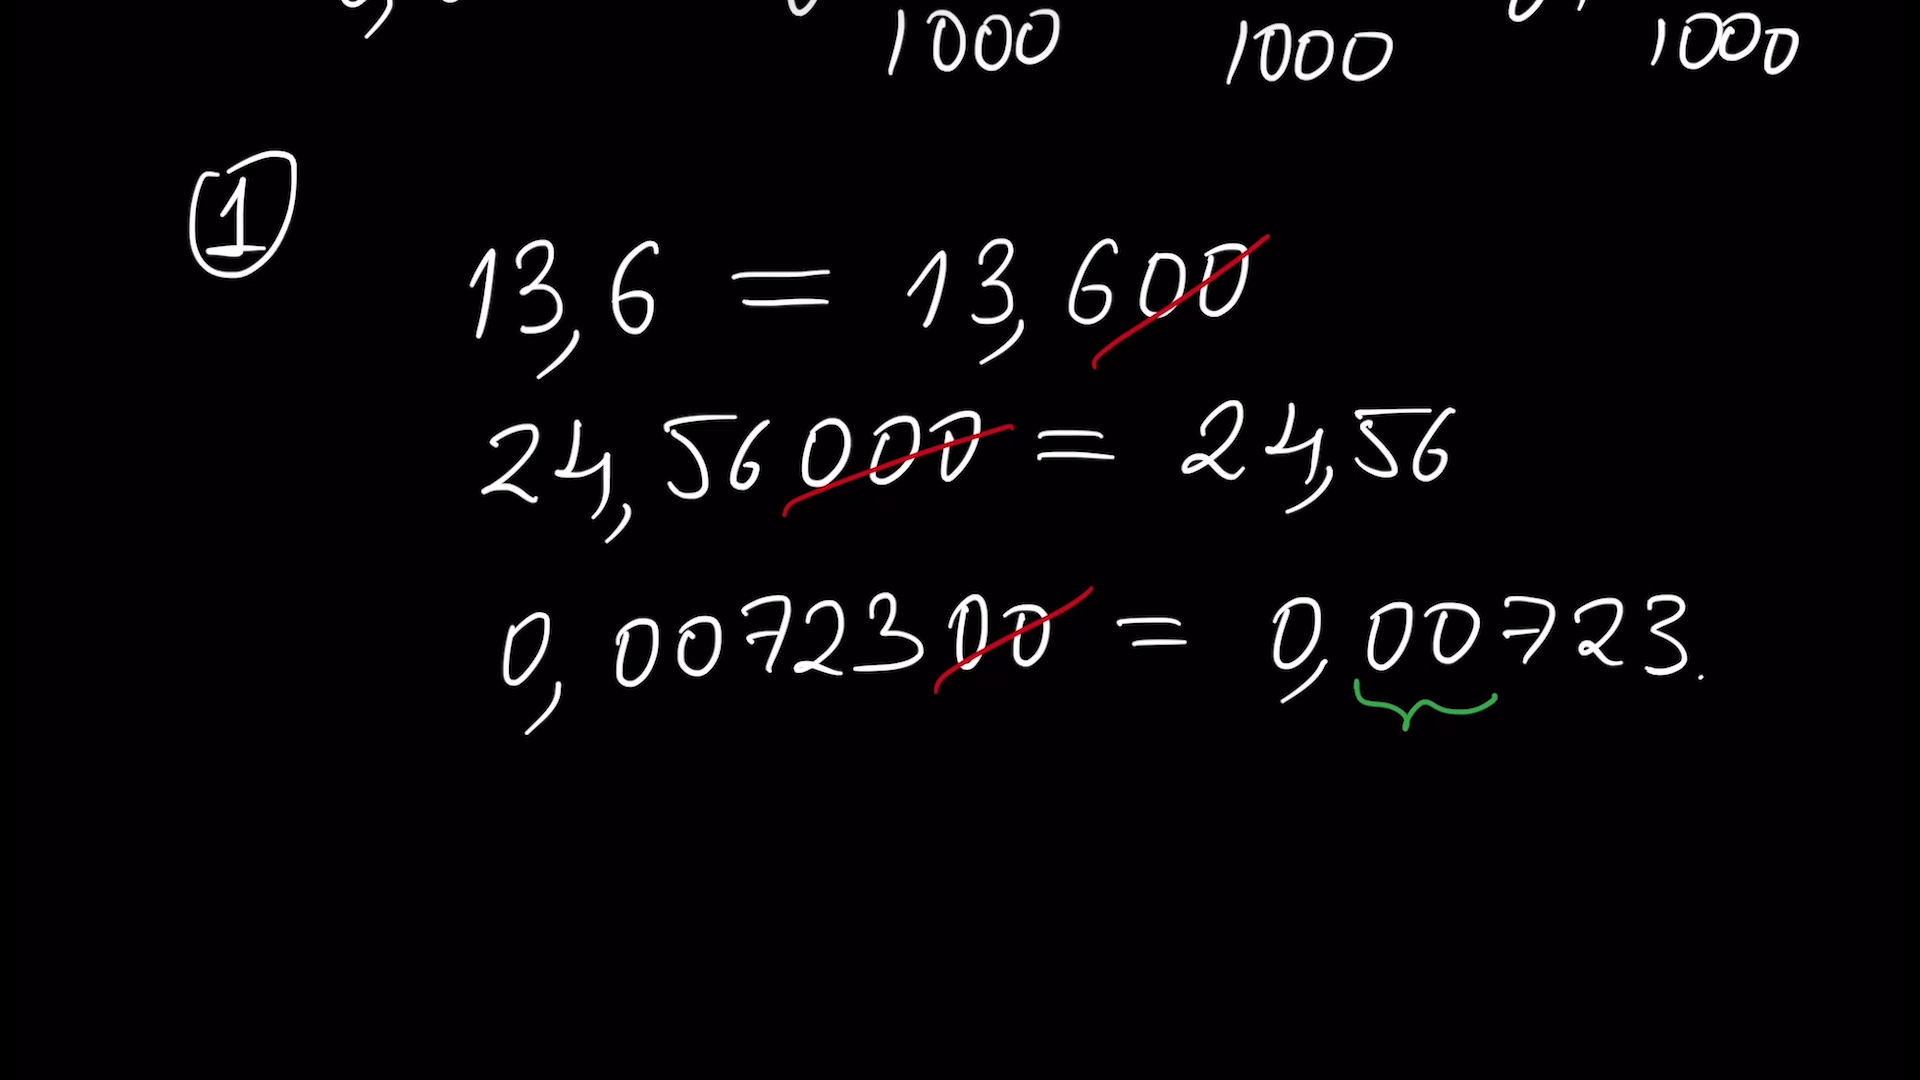 1000 1000 1000
1
13,6 = 13,600
24,56000 = 24,56
0,0072300 = 0,00723.